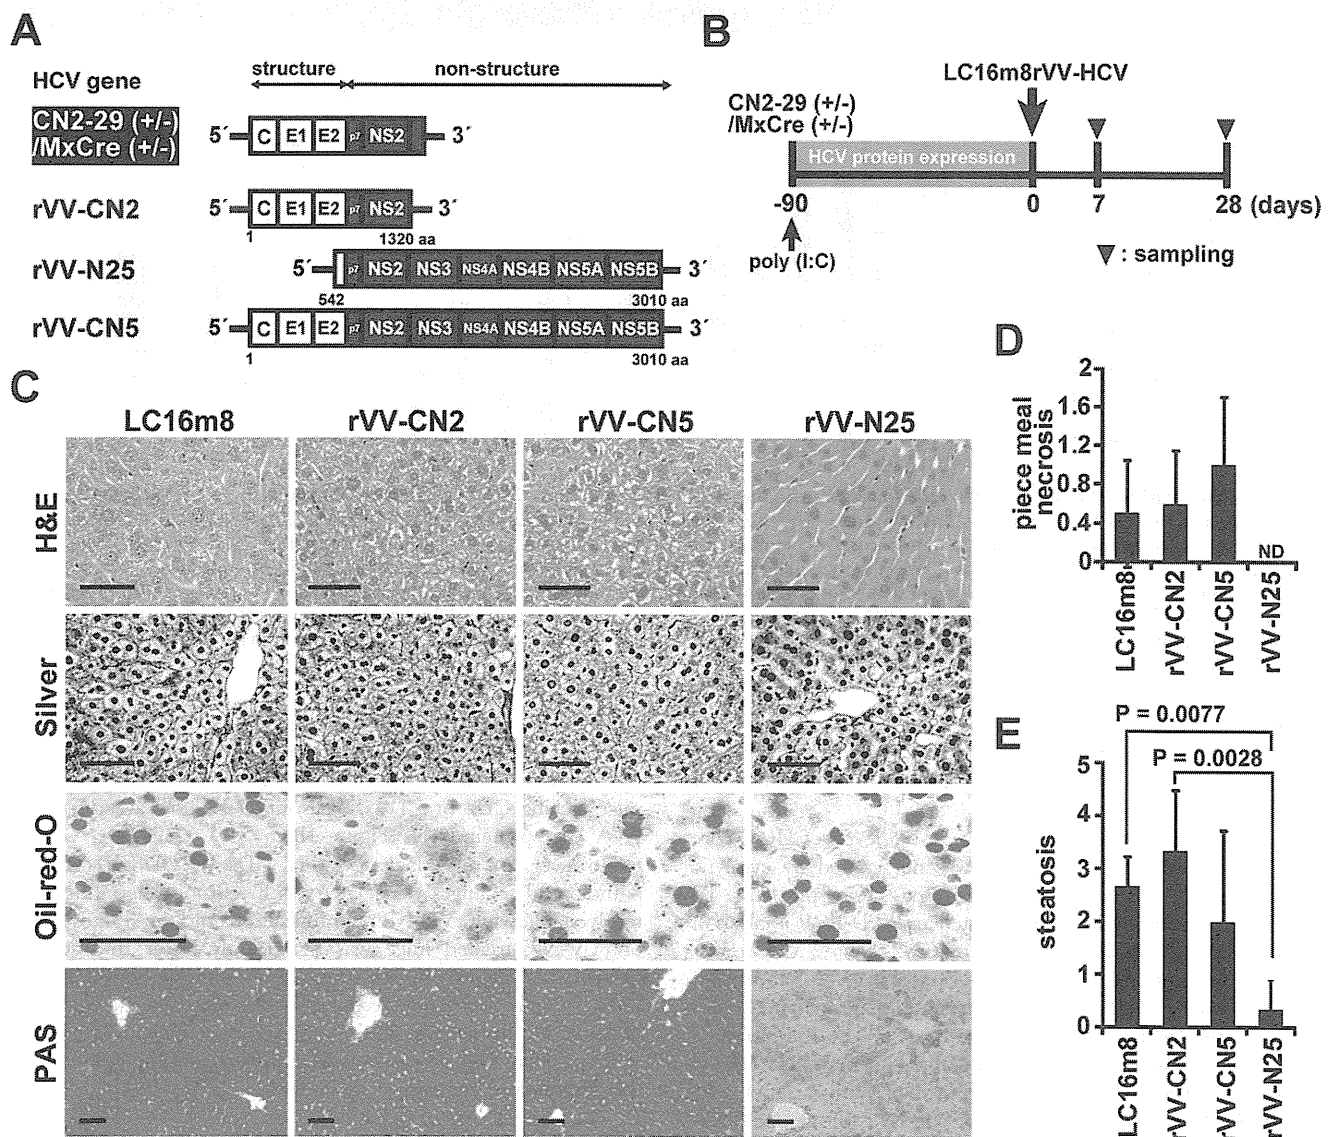 A
HCV gene
structure
non-structure
CN2-29 (+/-)
/MxCre (+/-)
5´ C E1 E2 p7 NS2 3´
rVV-CN2
5´ C E1 E2 p7 NS2 3´
1
1320 aa
rVV-N25
5´ p7 NS2 NS3 NS4A NS4B NS5A NS5B 3´
542
3010 aa
rVV-CN5
5´ C E1 E2 p7 NS2 NS3 NS4A NS4B NS5A NS5B 3´
1
3010 aa
B
LC16m8rVV-HCV
CN2-29 (+/-)
/MxCre (+/-)
HCV protein expression
-90 0 7 28 (days)
poly (I:C)
: sampling
C
LC16m8 rVV-CN2 rVV-CN5 rVV-N25
H&E
Silver
Oil-red-O
PAS
D
piece meal
necrosis
2
1.6
1.2
0.8
0.4
0
ND
LC16m8
rVV-CN2
rVV-CN5
rVV-N25
E
P = 0.0077
P = 0.0028
steatosis
5
4
3
2
1
0
LC16m8
rVV-CN2
rVV-CN5
rVV-N25